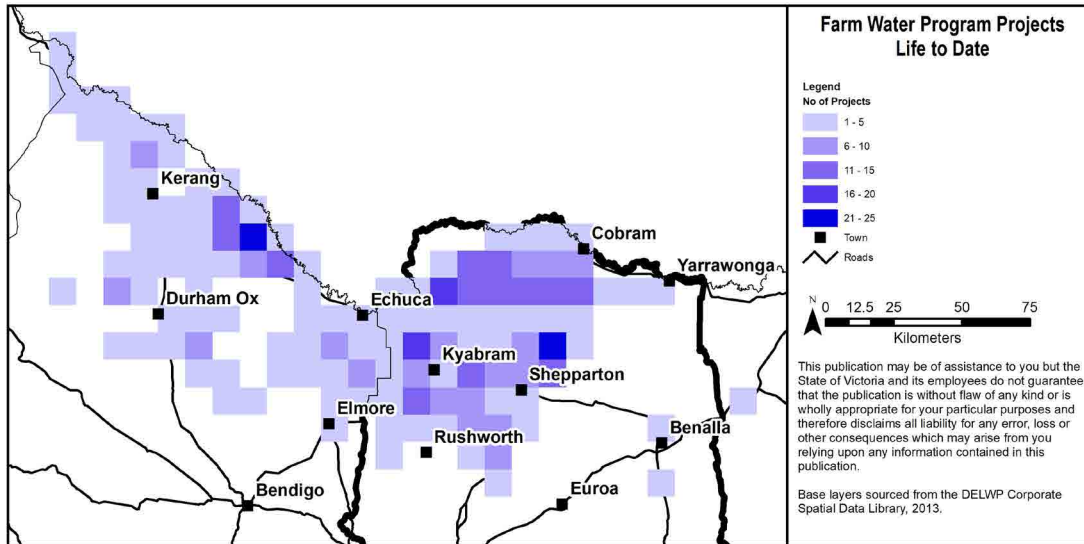 Farm Water Program Projects
Life to Date
Legend
No of Projects
1 - 5
6 - 10
11 - 15
16 - 20
21 - 25
Town
Roads
N
0 12.5 25 50 75
Kilometers
This publication may be of assistance to you but the
State of Victoria and its employees do not guarantee
that the publication is without flaw of any kind or is
wholly appropriate for your particular purposes and
therefore disclaims all liability for any error, loss or
other consequences which may arise from you
relying upon any information contained in this
publication.
Base layers sourced from the DELWP Corporate
Spatial Data Library, 2013.
Kerang
Cobram
Yarrawonga
Durham Ox
Echuca
Kyabram
Shepparton
Elmore
Rushworth
Benalla
Bendigo
Euroa